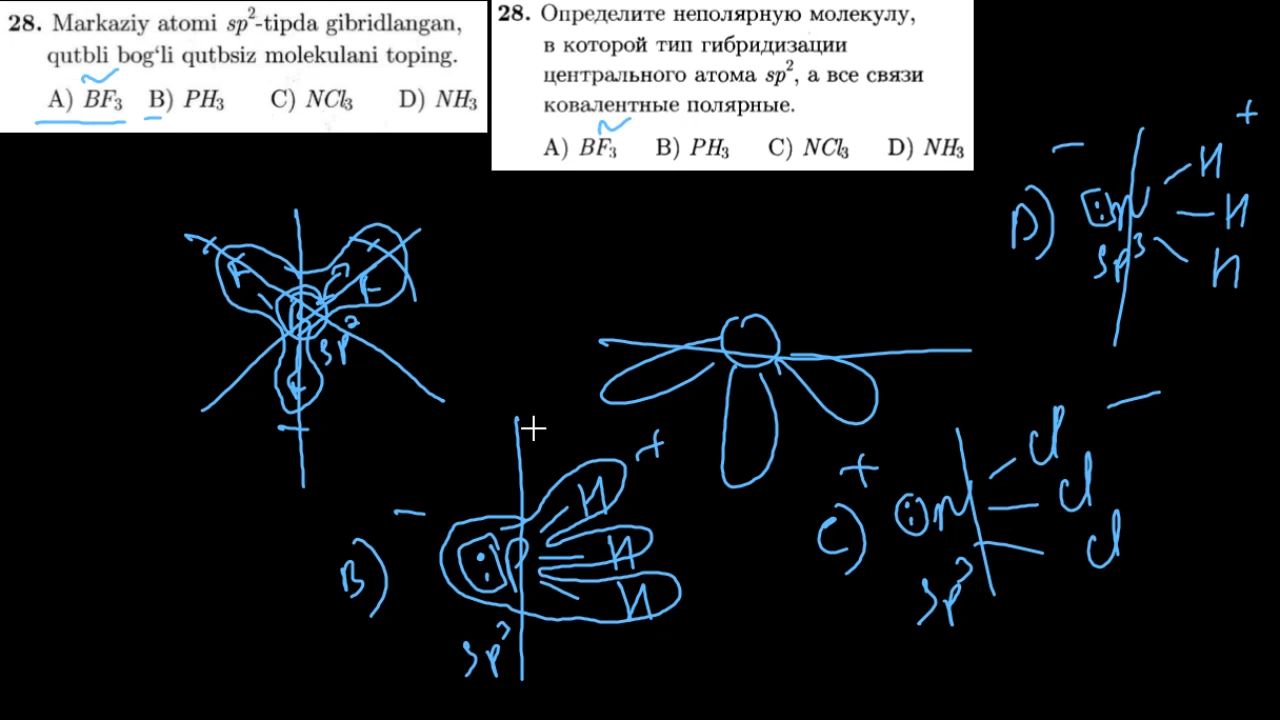 28. Markaziy atomi sp²-tipda gibridlangan,
qutbli bog‘li qutbsiz molekulani toping.
A) BF₃ B) PH₃ C) NCl₃ D) NH₃
28. Определите неполярную молекулу,
в которой тип гибридизации
центрального атома sp², а все связи
ковалентные полярные.
A) BF₃ B) PH₃ C) NCl₃ D) NH₃
F F
sp²
F
− +
D) :N H
H
H
sp³
− +
B) :P H
H
H
sp³
+ −
C) :N Cl
Cl
Cl
sp³